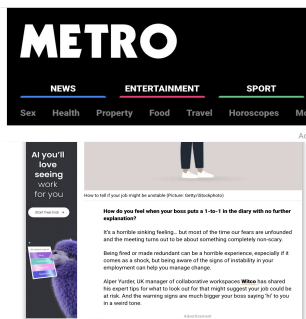 METRO
NEWS ENTERTAINMENT SPORT
Sex Health Property Food Travel Horoscopes
AI you'll
love
seeing
work
for you
How to tell if your job might be unstable (Picture: Getty/iStockphoto)
How do you feel when your boss puts a 1-to-1 in the diary with no further
explanation?
It's a horrible sinking feeling... but most of the time our fears are unfounded
and the meeting turns out to be about something completely non-scary.
Being fired or made redundant can be a horrible experience, especially if it
comes as a shock, but being aware of the signs of instability in your
employment can help you manage change.
Alper Yurder, UK manager of collaborative workspaces Witco has shared
his expert tips for what to look out for that might suggest your job could be
at risk. And the warning signs are much bigger your boss saying 'hi' to you
in a weird tone.
Advertisement